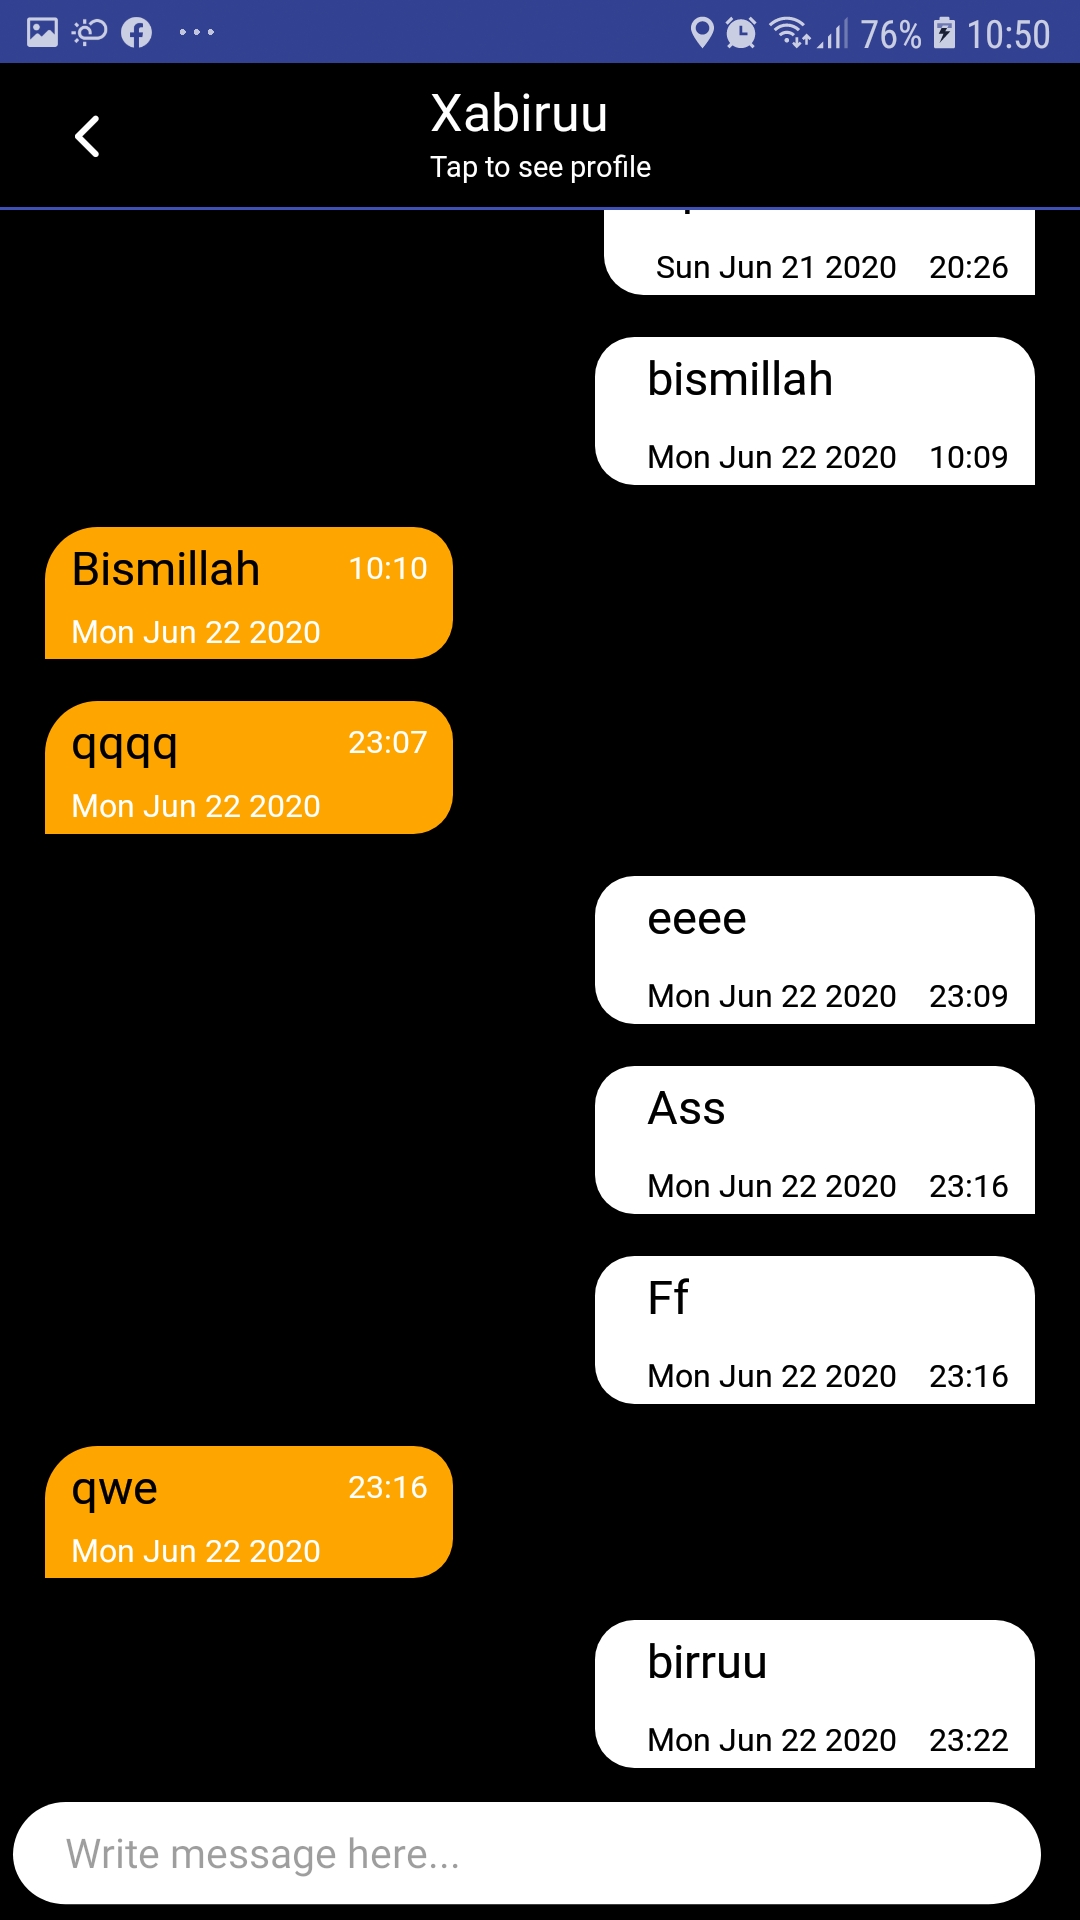 76% 10:50
Xabiruu
Tap to see profile
Sun Jun 21 2020 20:26
bismillah
Mon Jun 22 2020 10:09
Bismillah 10:10
Mon Jun 22 2020
qqqq 23:07
Mon Jun 22 2020
eeee
Mon Jun 22 2020 23:09
Ass
Mon Jun 22 2020 23:16
Ff
Mon Jun 22 2020 23:16
qwe 23:16
Mon Jun 22 2020
birruu
Mon Jun 22 2020 23:22
Write message here...